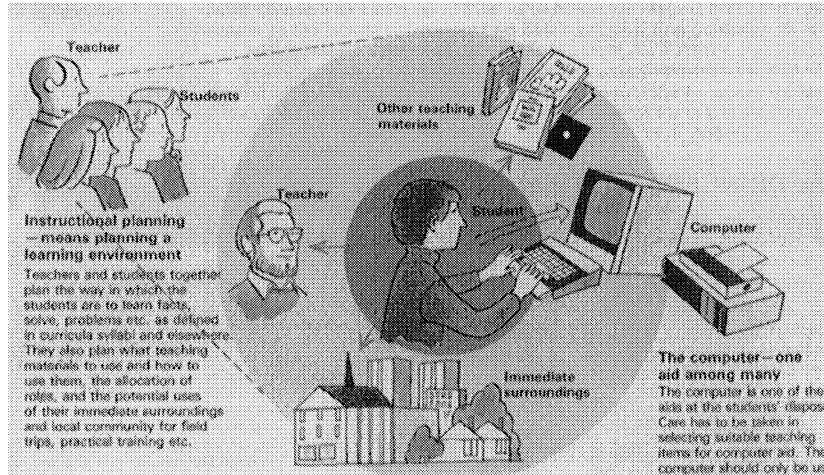 Teacher
Students
Other teaching
materials
Teacher
Student
Computer
Instructional planning
—means planning a
learning environment
Teachers and students together
plan the way in which the
students are to learn facts,
solve, problems etc. as defined
in curricula syllabi and elsewhere.
They also plan what teaching
materials to use and how to
use them, the allocation of
roles, and the potential uses
of their immediate surroundings
and local community for field
trips, practical training etc.
Immediate
surroundings
The computer—one
aid among many
The computer is one of the
aids at the students'
Care has to be taken in
selecting suitable teaching
items for computer aid. The
computer should only be